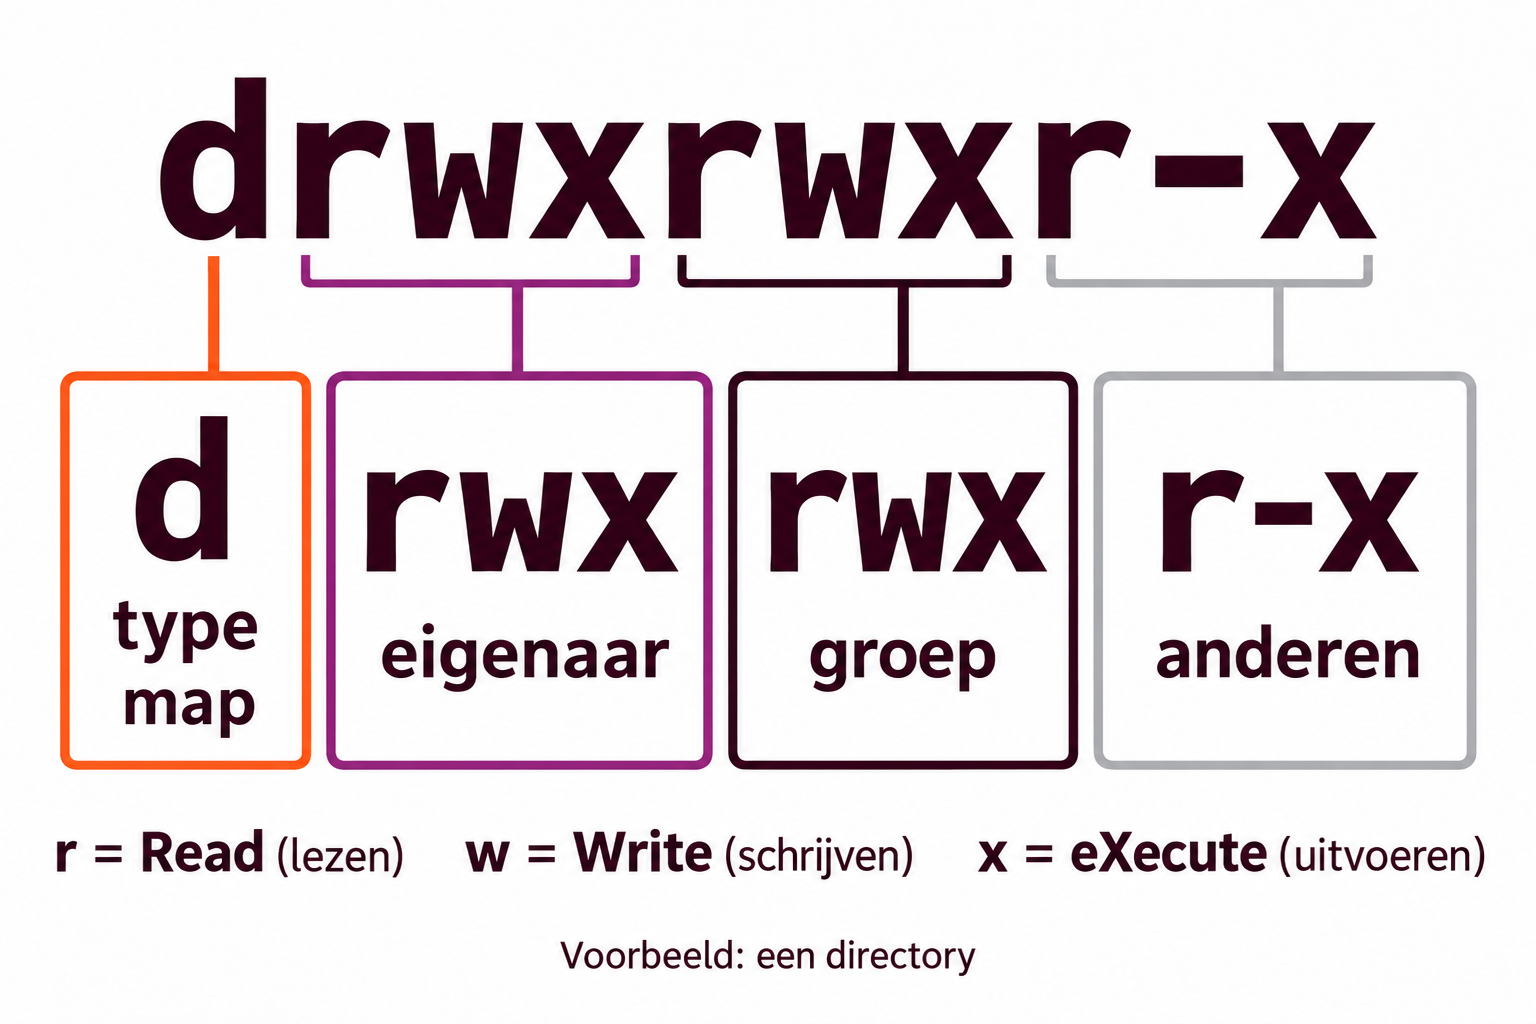 drwxrwxr-x
d
type
map
rwx
eigenaar
rwx
groep
r-x
anderen
r = Read (lezen) w = Write (schrijven) x = eXecute (uitvoeren)
Voorbeeld: een directory